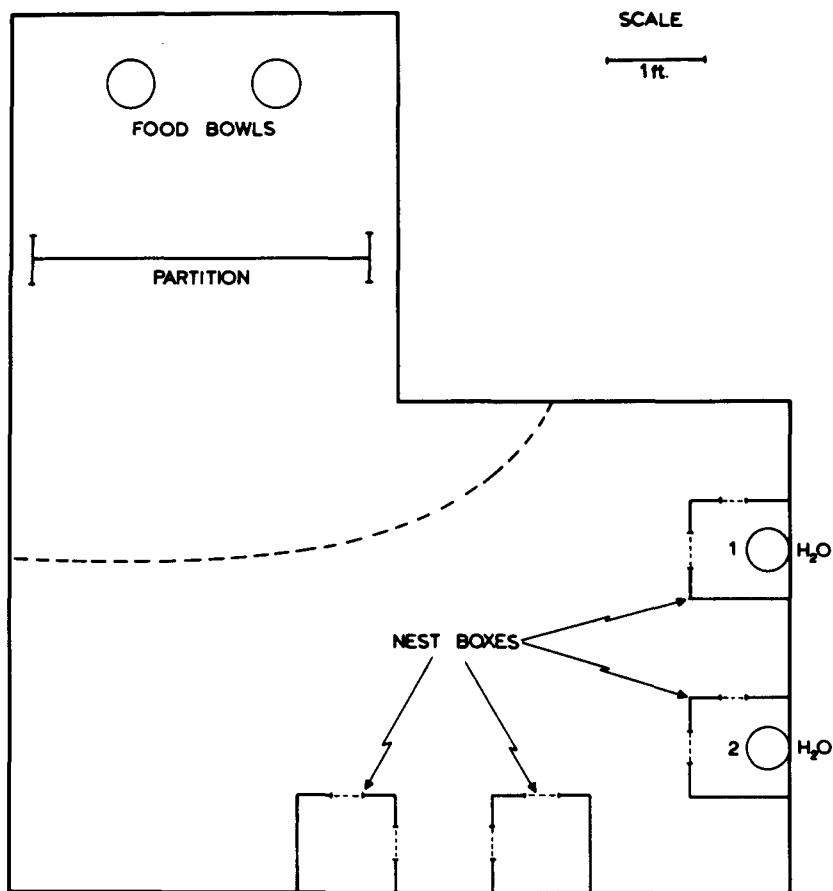 SCALE
1 ft.
FOOD BOWLS
PARTITION
1 H₂O
NEST BOXES
2 H₂O